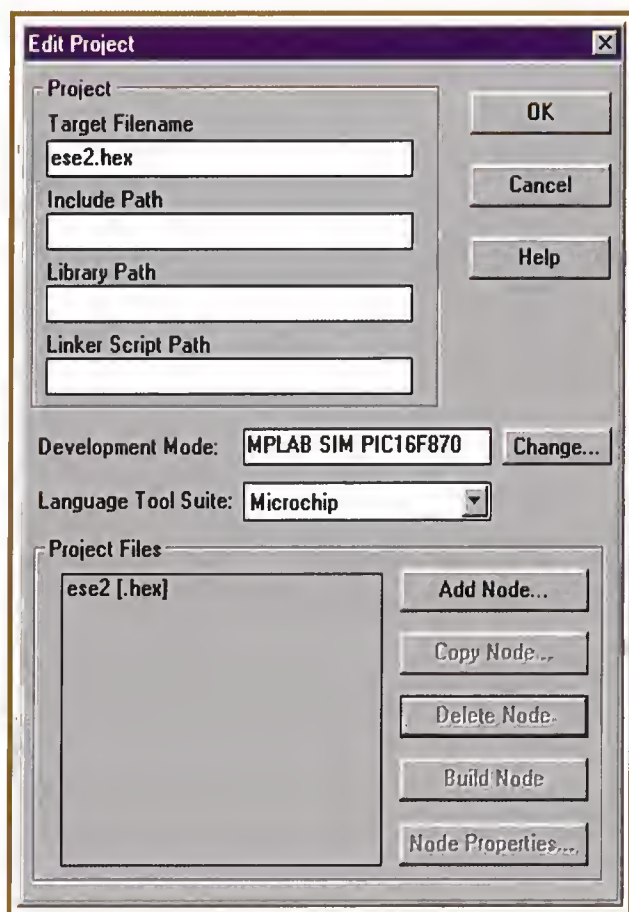 Edit Project
Project
Target Filename
ese2.hex
Include Path
Library Path
Linker Script Path
OK
Cancel
Help
Development Mode: MPLAB SIM PIC16F870 Change...
Language Tool Suite: Microchip
Project Files
ese2 [.hex]
Add Node...
Copy Node...
Delete Node
Build Node
Node Properties...